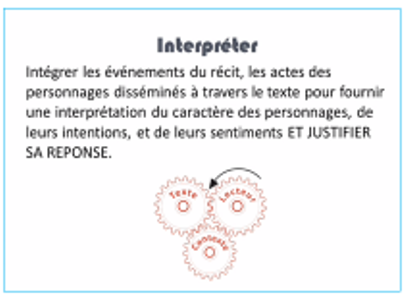 Interpréter
Intégrer les événements du récit, les actes des
personnages disséminés à travers le texte pour fournir
une interprétation du caractère des personnages, de
leurs intentions, et de leurs sentiments ET JUSTIFIER
SA REPONSE.
Texte
Lecteur
Contexte